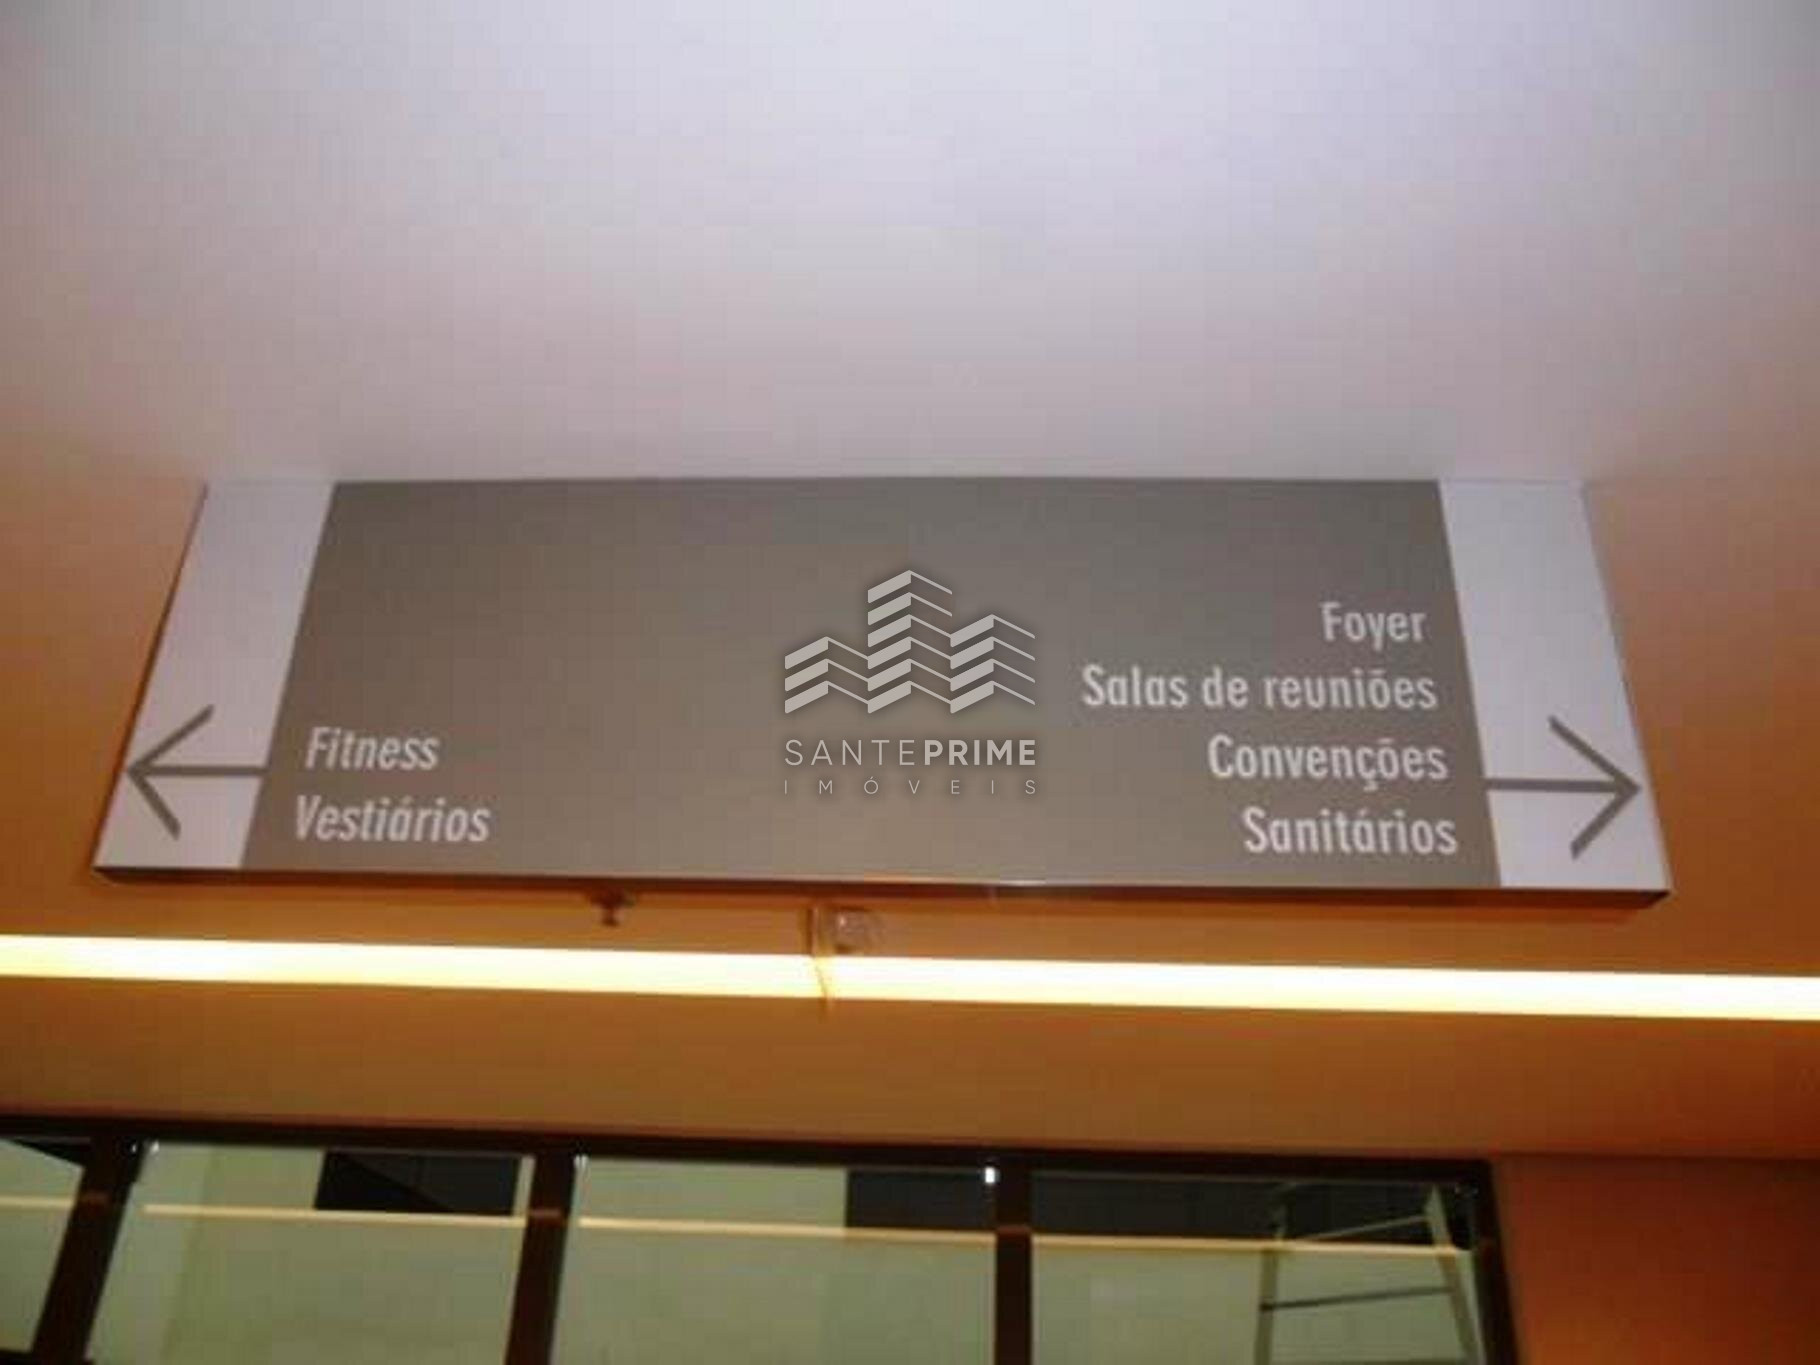 Fitness
Vestiários
Foyer
Salas de reuniões
Convenções
Sanitários
SANTEPRIME
IMÓVEIS